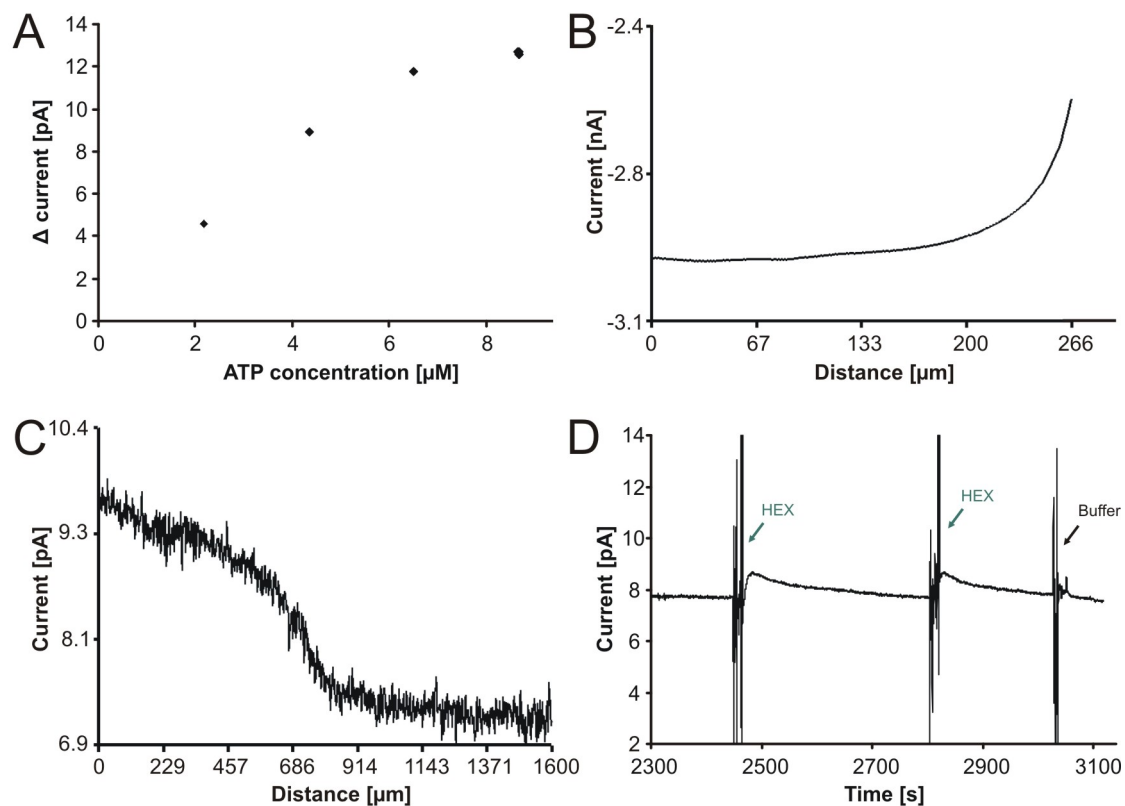 A
14
12
10
8
6
4
2
0
Δ current [pA]
0 2 4 6 8
ATP concentration [µM]
B
-2.4
-2.8
-3.1
Current [nA]
0 67 133 200 266
Distance [µm]
C
10.4
9.3
8.1
6.9
Current [pA]
0 229 457 686 914 1143 1371 1600
Distance [µm]
D
14
12
10
8
6
4
2
Current [pA]
HEX
HEX
Buffer
2300 2500 2700 2900 3100
Time [s]